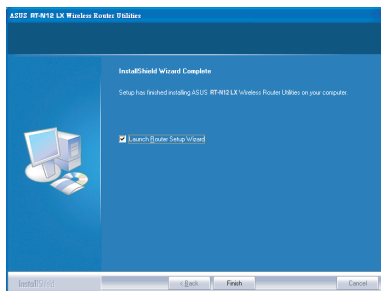 ASUS RT-N12 LX Wireless Router Utilities
InstallShield Wizard Complete
Setup has finished installing ASUS RT-N12 LX Wireless Router Utilities on your computer.
Launch Router Setup Wizard
InstallShield
< Back
Finish
Cancel